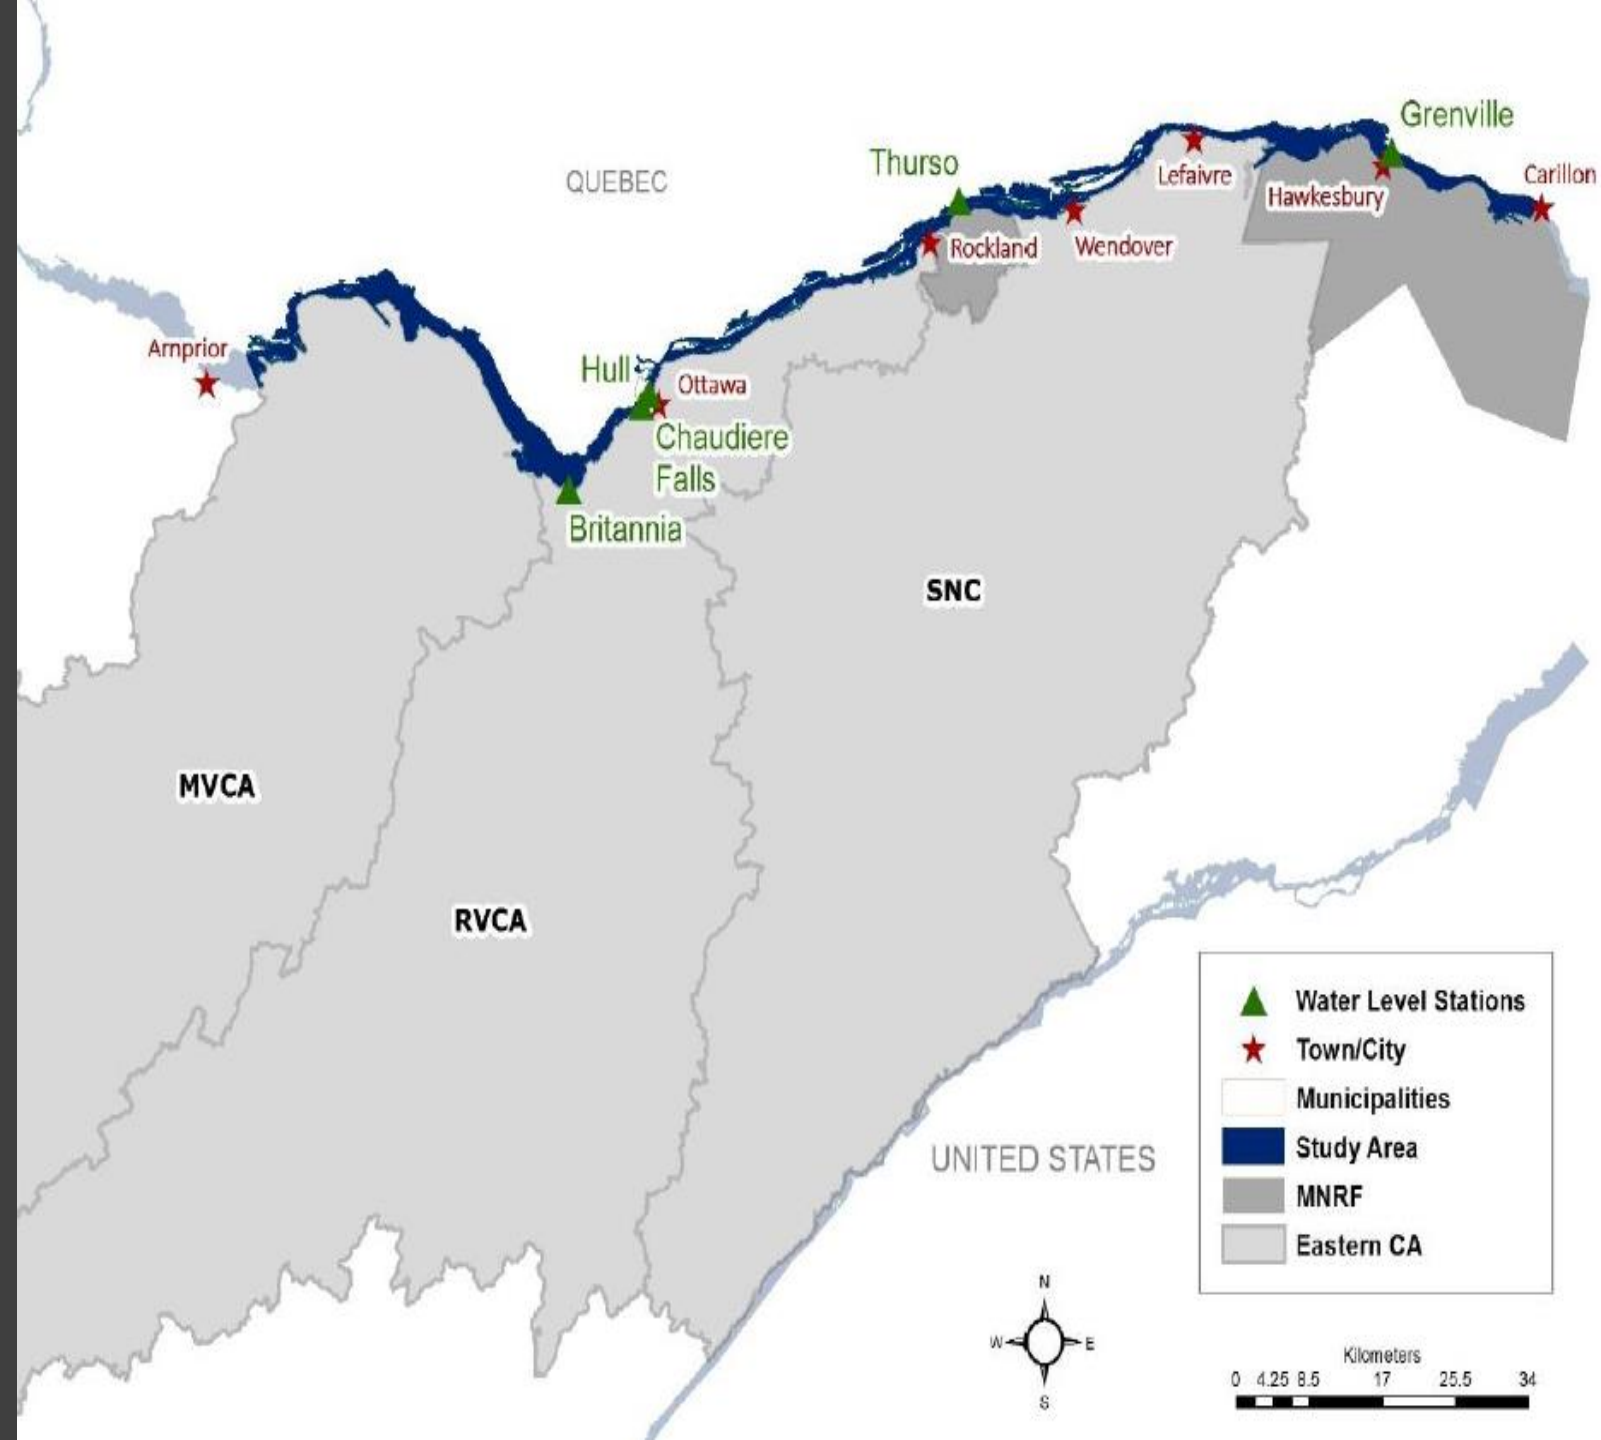 Grenville
Thurso
QUEBEC
Lefaivre
Carillon
Hawkesbury
Rockland
Wendover
Arnprior
Hull
Ottawa
Chaudiere
Falls
Britannia
SNC
MVCA
RVCA
UNITED STATES
Water Level Stations
Town/City
Municipalities
Study Area
MNRF
Eastern CA
N
W E
S
Kilometers
0 4.25 8.5 17 25.5 34